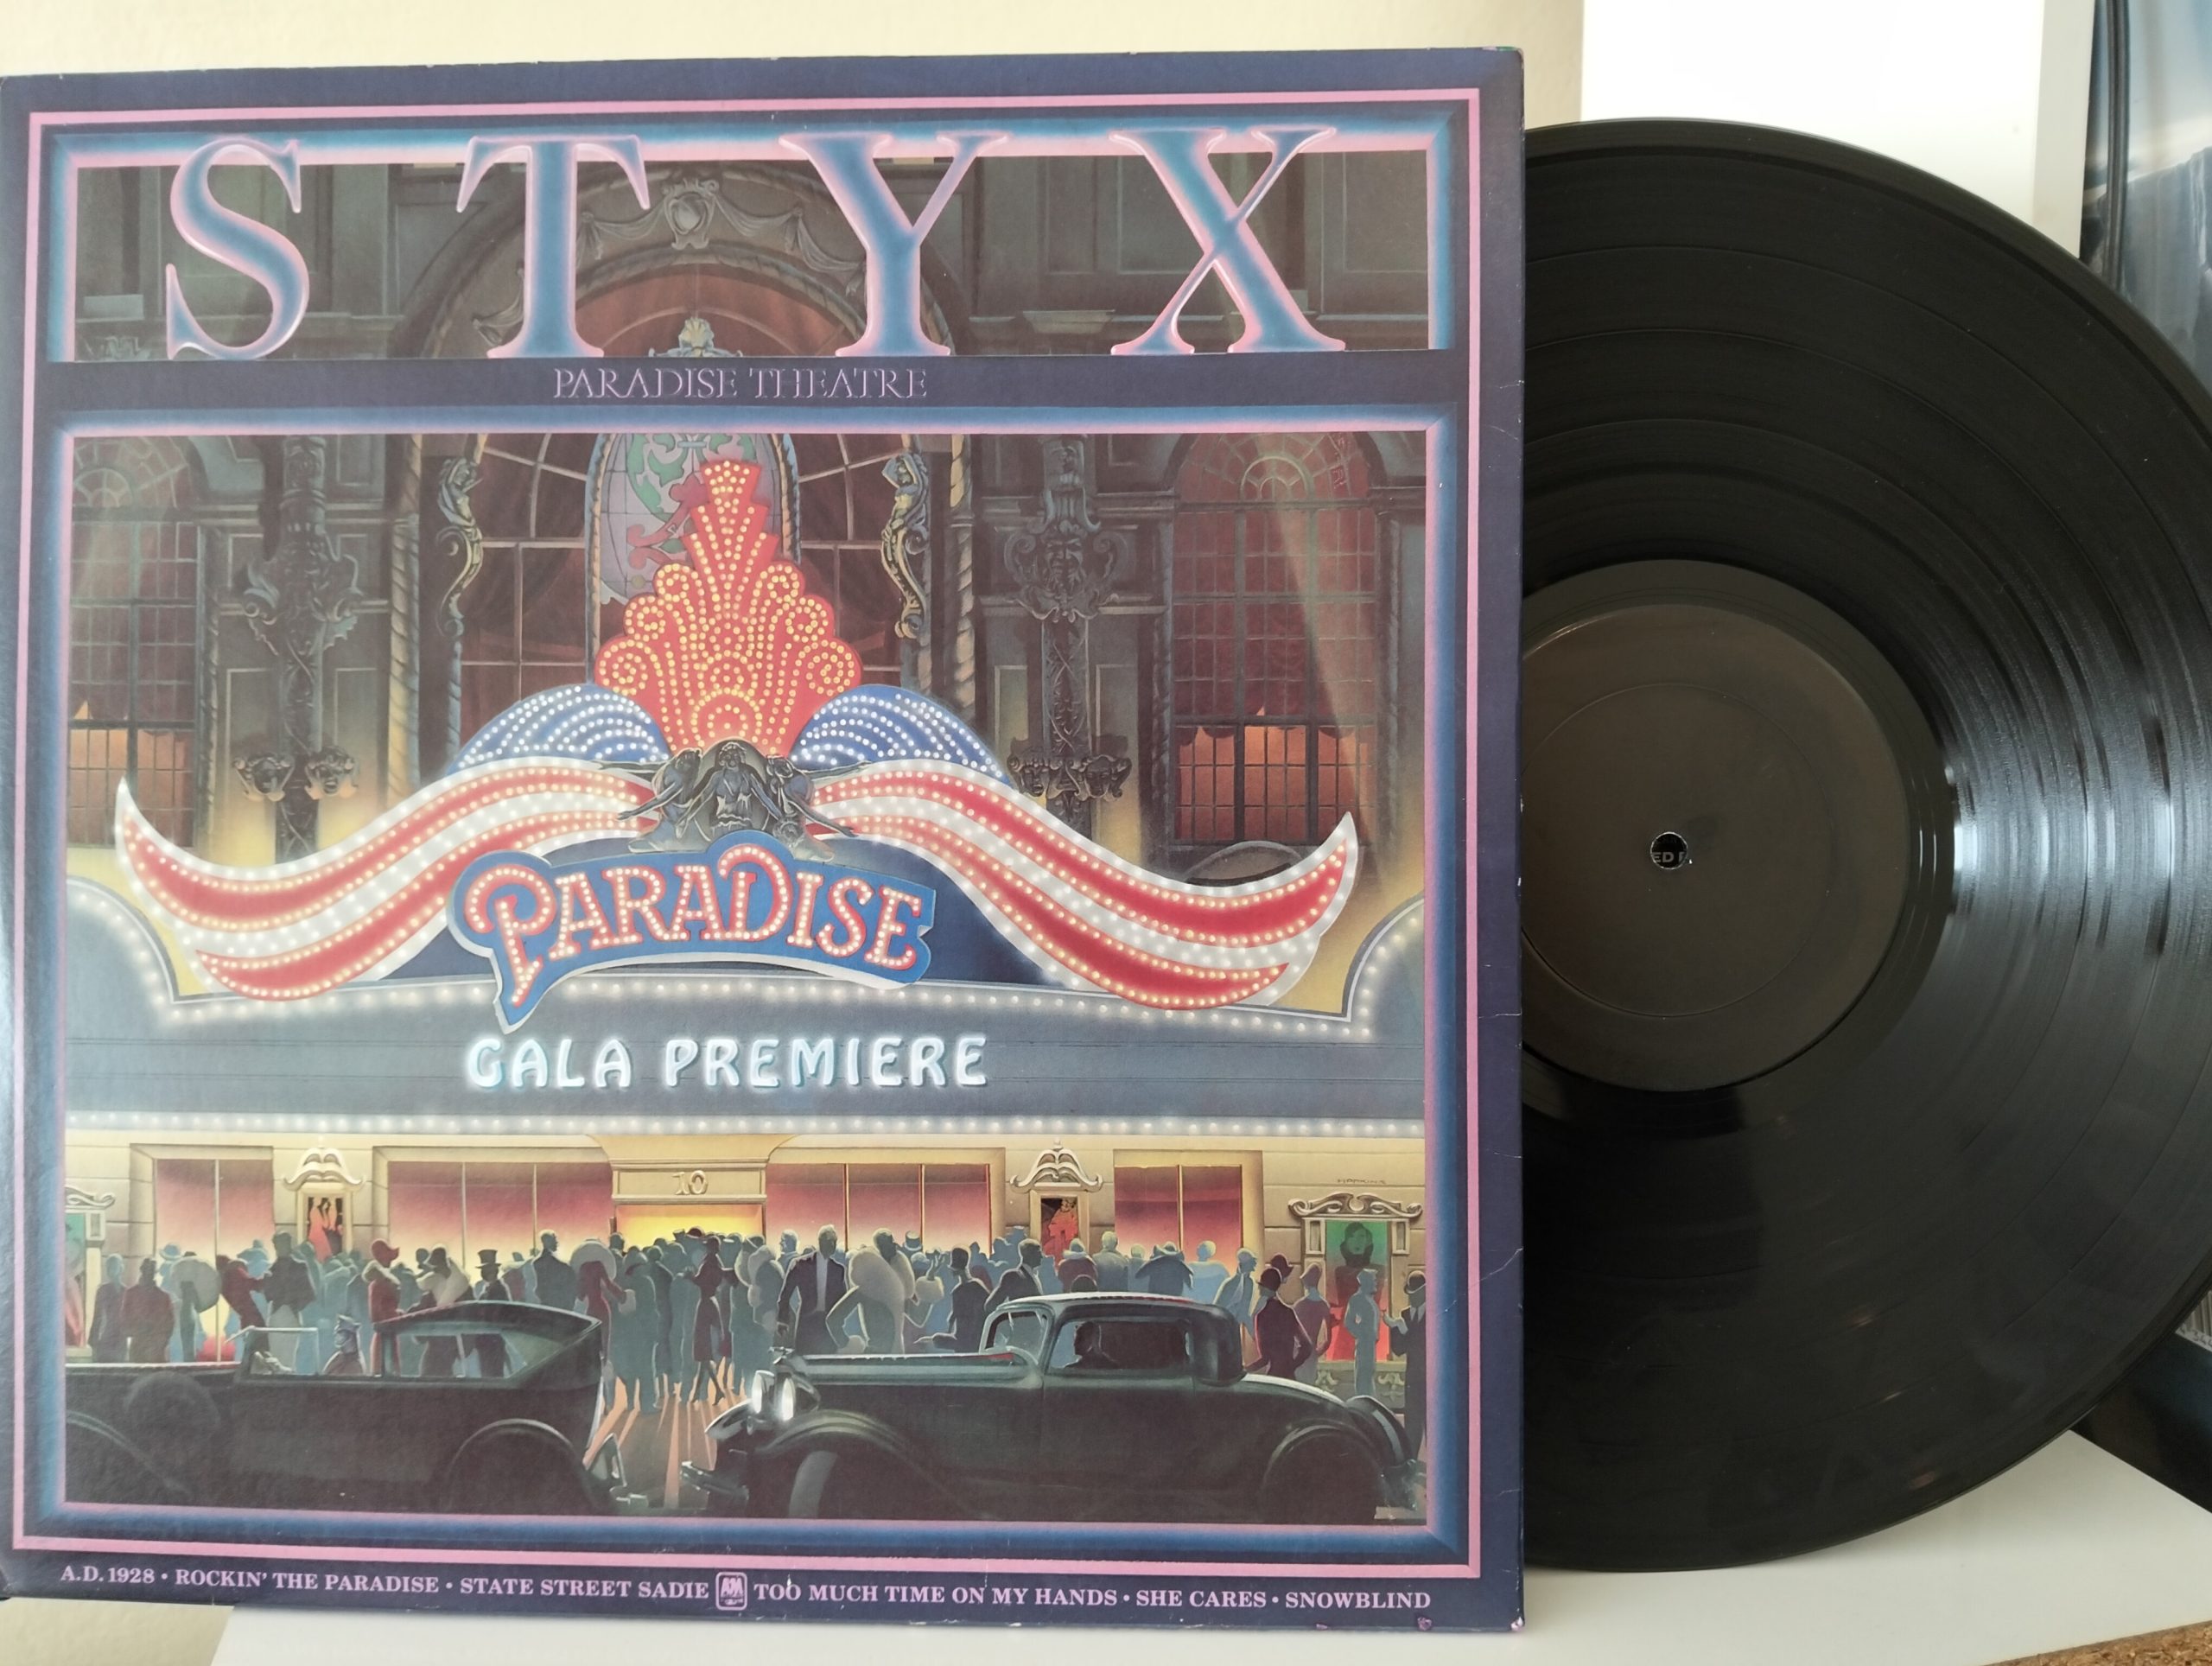 STYX
PARADISE THEATRE
PARADISE
GALA PREMIERE
10
ED
A.D. 1928 • ROCKIN' THE PARADISE • STATE STREET SADIE A&M TOO MUCH TIME ON MY HANDS • SHE CARES • SNOWBLIND